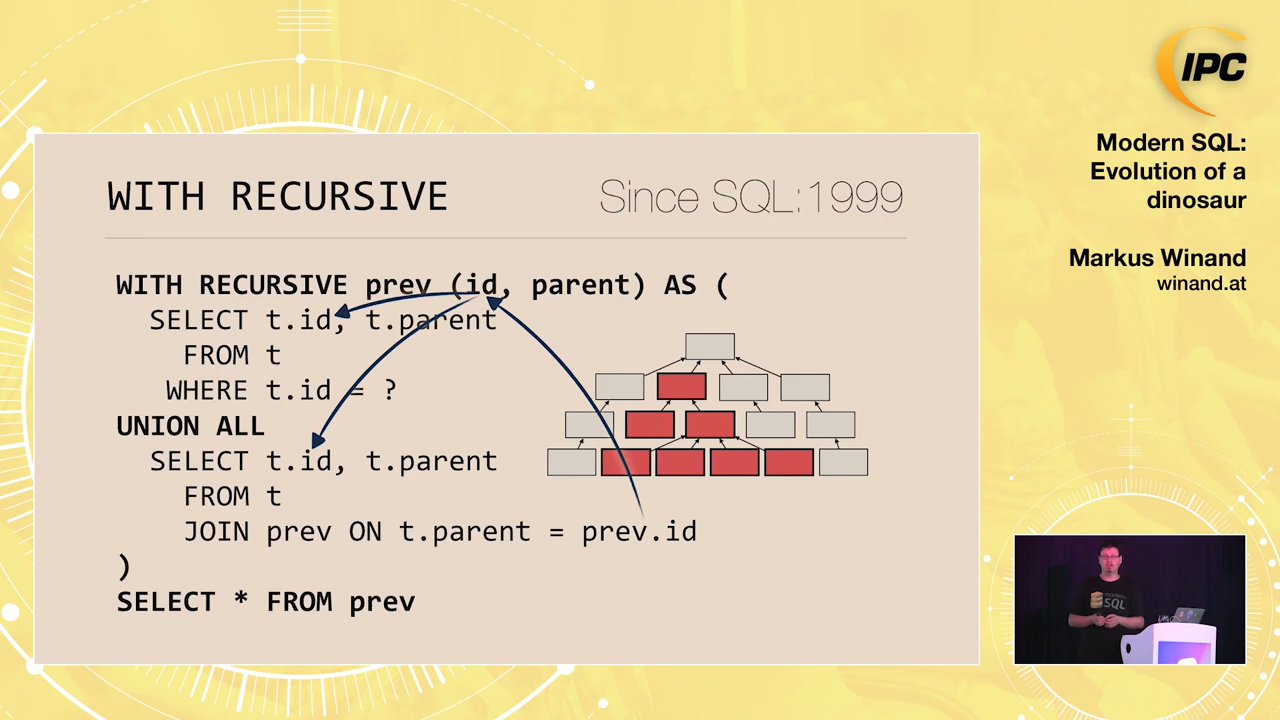 IPC
Modern SQL:
Evolution of a
dinosaur
Markus Winand
winand.at
WITH RECURSIVE
Since SQL:1999
WITH RECURSIVE prev (id, parent) AS (
SELECT t.id, t.parent
FROM t
WHERE t.id = ?
UNION ALL
SELECT t.id, t.parent
FROM t
JOIN prev ON t.parent = prev.id
)
SELECT * FROM prev
modern
SQL